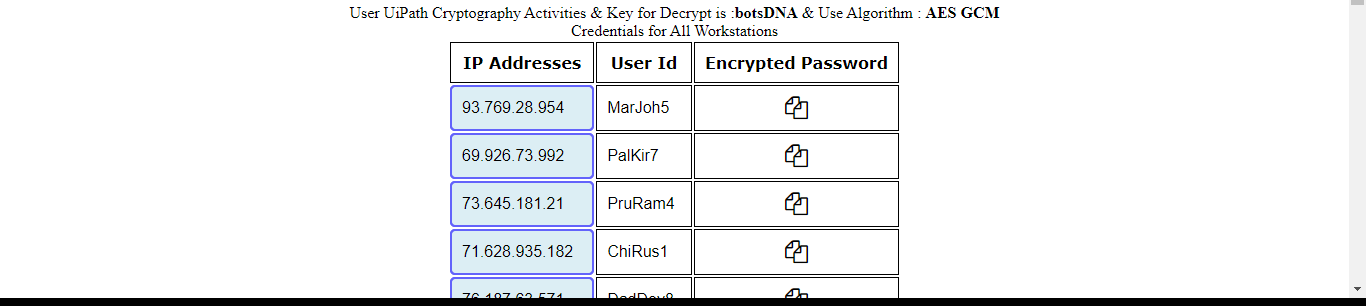 User UiPath Cryptography Activities & Key for Decrypt is :botsDNA & Use Algorithm : AES GCM
Credentials for All Workstations
IP Addresses User Id Encrypted Password
93.769.28.954 MarJoh5
69.926.73.992 PalKir7
73.645.181.21 PruRam4
71.628.935.182 ChiRus1